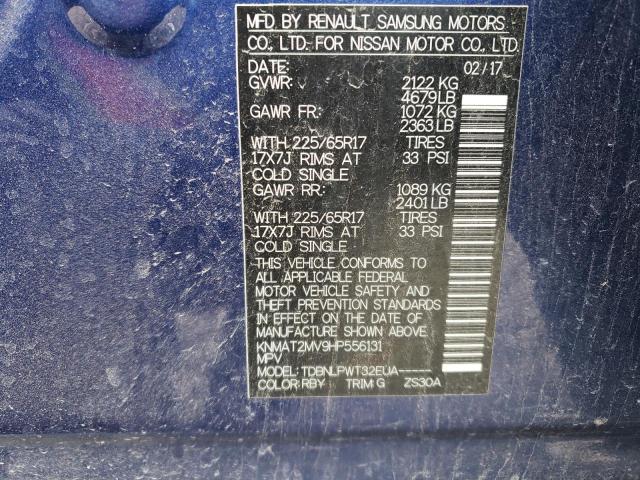 MFD. BY RENAULT SAMSUNG MOTORS
CO., LTD. FOR NISSAN MOTOR CO., LTD.
DATE: 02/17
GVWR: 2122 KG
4679LB
GAWR FR: 1072 KG
2363 LB
WITH 225/65R17 TIRES
17X7J RIMS AT 33 PSI
COLD SINGLE
GAWR RR: 1089 KG
2401 LB
WITH 225/65R17 TIRES
17X7J RIMS AT 33 PSI
COLD SINGLE
THIS VEHICLE CONFORMS TO
ALL APPLICABLE FEDERAL
MOTOR VEHICLE SAFETY AND
THEFT PREVENTION STANDARDS
IN EFFECT ON THE DATE OF
MANUFACTURE SHOWN ABOVE
KNMAT2MV9HP556131
MPV
MODEL: TDBNLPWT32EUA-----
COLOR:RBY TRIM:G ZS30A